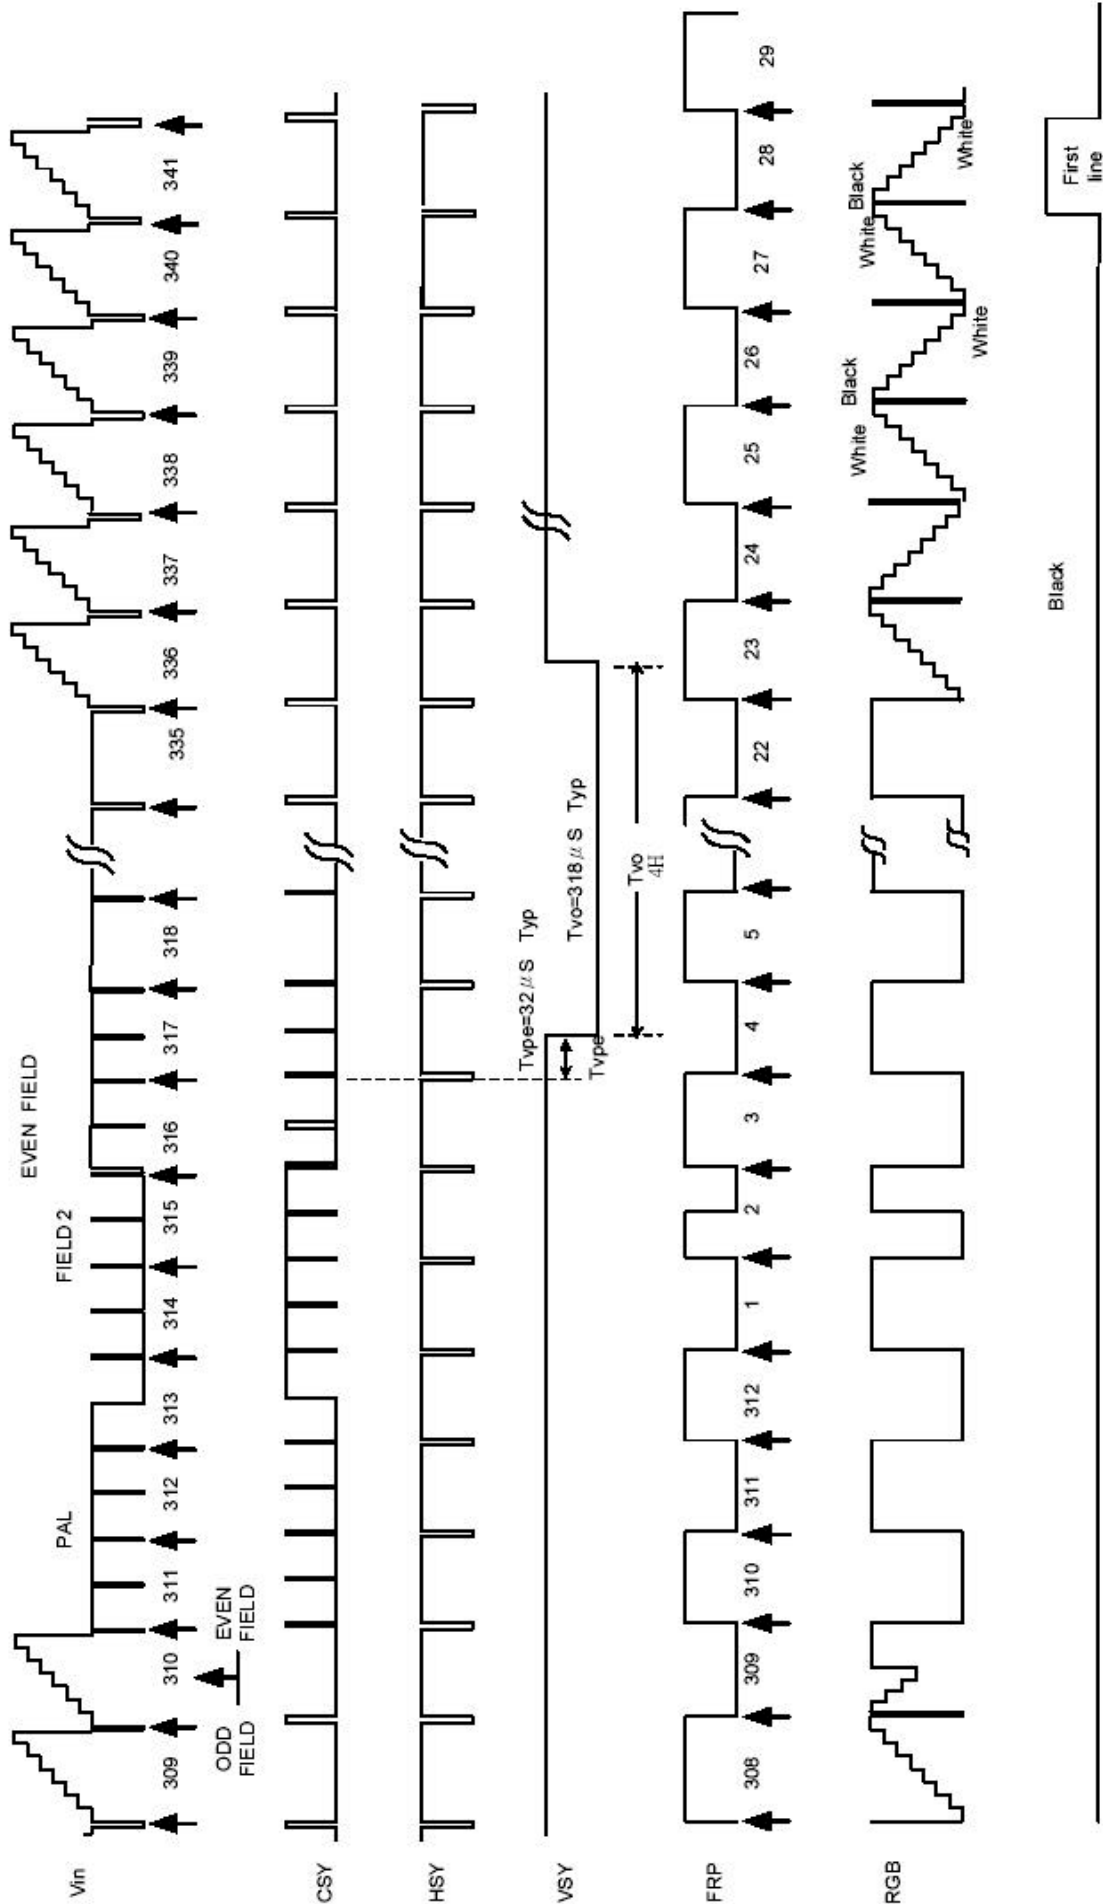 EVEN FIELD
PAL
FIELD 2
Vin
309 310 311 312 313 314 315 316 317 318 335 336 337 338 339 340 341
ODD
FIELD
EVEN
FIELD
CSY
HSY
Tvpe=32μS Typ
VSY
Tvpe
Tvo=318μS Typ
Tvo
4H
FRP
308 309 310 311 312 1 2 3 4 5 22 23 24 25 26 27 28 29
White
Black
White
Black
RGB
White
White
Black
First
line